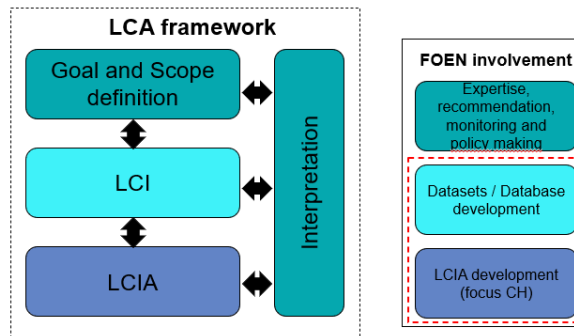 LCA framework
Goal and Scope
definition
LCI
LCIA
Interpretation
FOEN involvement
Expertise,
recommendation,
monitoring and
policy making
Datasets / Database
development
LCIA development
(focus CH)